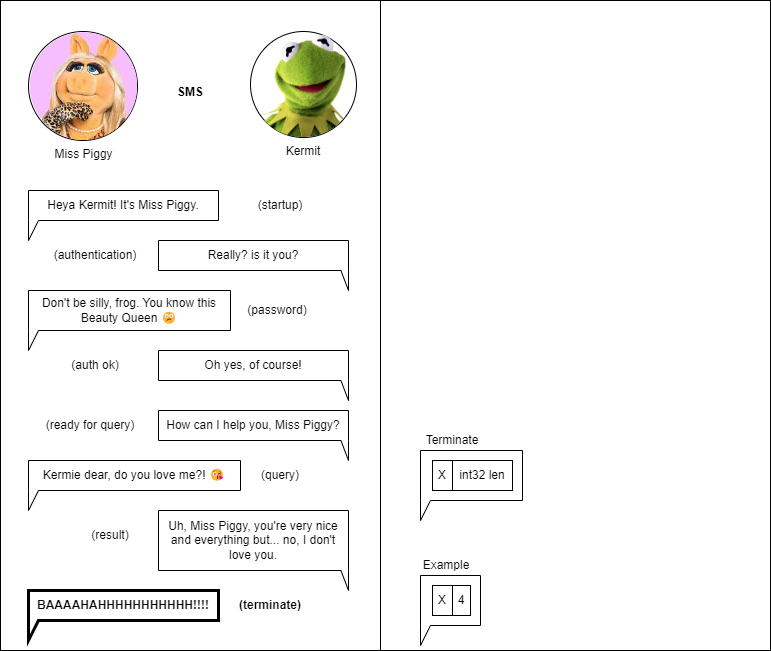 SMS
Miss Piggy
Kermit
Heya Kermit! It's Miss Piggy.
(startup)
(authentication)
Really? is it you?
Don't be silly, frog. You know this
Beauty Queen 😩
(password)
(auth ok)
Oh yes, of course!
(ready for query)
How can I help you, Miss Piggy?
Kermie dear, do you love me?! 😘
(query)
(result)
Uh, Miss Piggy, you're very nice
and everything but... no, I don't
love you.
BAAAAHAHHHHHHHHHHH!!!!
(terminate)
Terminate
X
int32 len
Example
X
4